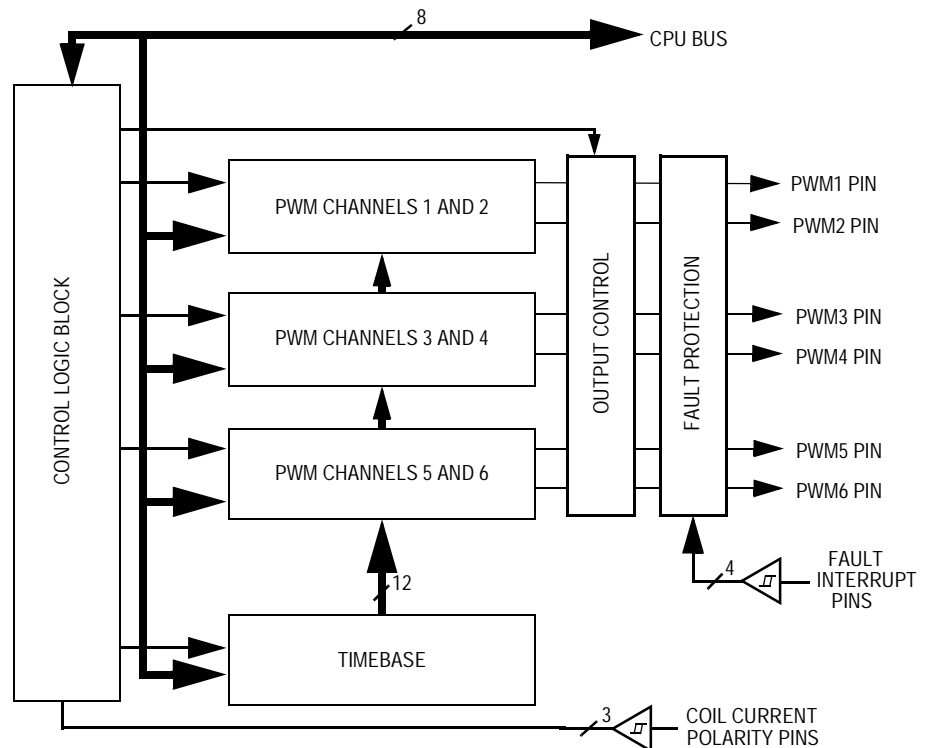 8
CPU BUS
CONTROL LOGIC BLOCK
PWM CHANNELS 1 AND 2
PWM CHANNELS 3 AND 4
PWM CHANNELS 5 AND 6
12
TIMEBASE
OUTPUT CONTROL
FAULT PROTECTION
PWM1 PIN
PWM2 PIN
PWM3 PIN
PWM4 PIN
PWM5 PIN
PWM6 PIN
4
FAULT
INTERRUPT
PINS
3
COIL CURRENT
POLARITY PINS